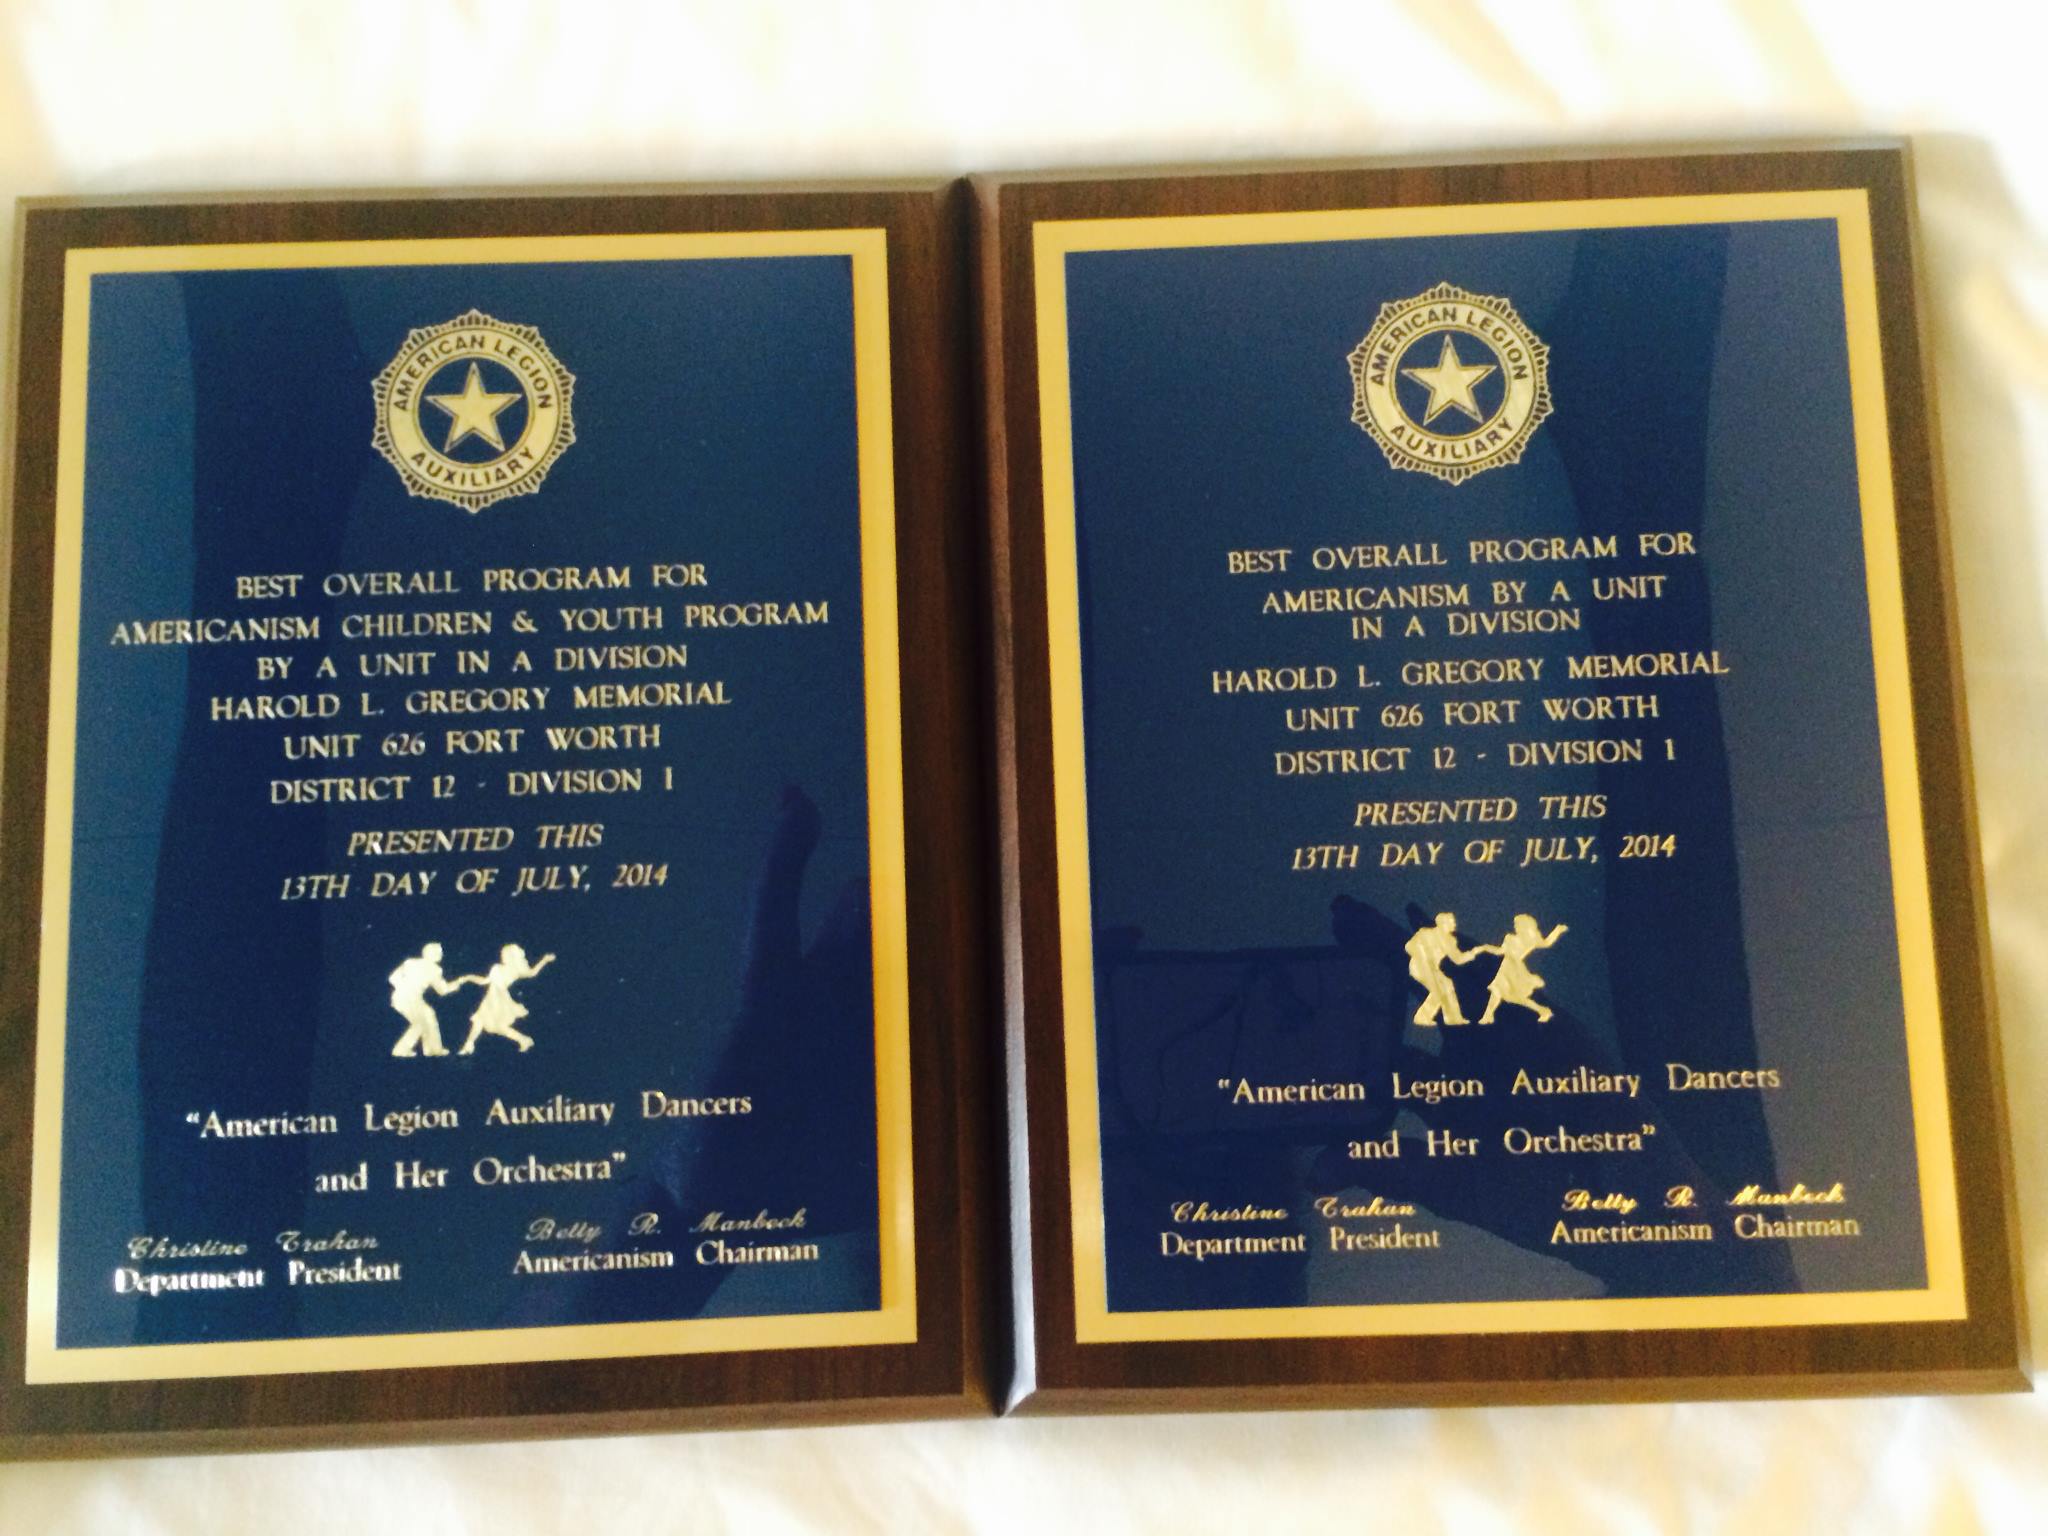 AMERICAN LEGION
AUXILIARY
BEST OVERALL PROGRAM FOR
AMERICANISM CHILDREN & YOUTH PROGRAM
BY A UNIT IN A DIVISION
HAROLD L. GREGORY MEMORIAL
UNIT 626 FORT WORTH
DISTRICT 12 - DIVISION 1
PRESENTED THIS
13TH DAY OF JULY, 2014
"American Legion Auxiliary Dancers
and Her Orchestra"
Christine Trahan
Department President
Betty R. Manbeck
Americanism Chairman
AMERICAN LEGION
AUXILIARY
BEST OVERALL PROGRAM FOR
AMERICANISM BY A UNIT
IN A DIVISION
HAROLD L. GREGORY MEMORIAL
UNIT 626 FORT WORTH
DISTRICT 12 - DIVISION 1
PRESENTED THIS
13TH DAY OF JULY, 2014
"American Legion Auxiliary Dancers
and Her Orchestra"
Christine Trahan
Department President
Betty R. Manbeck
Americanism Chairman